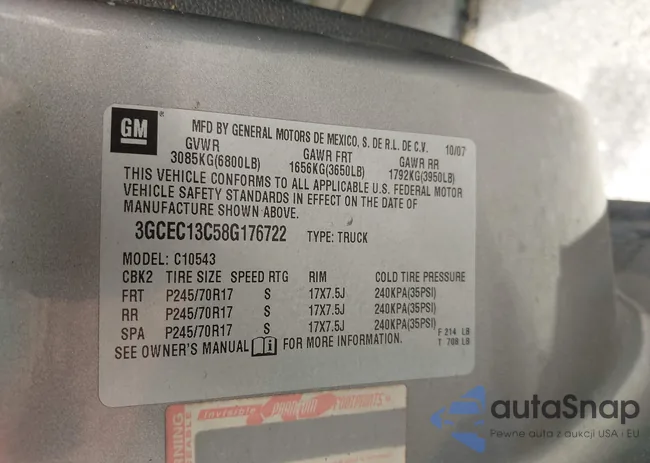 GM ®
MFD BY GENERAL MOTORS DE MEXICO, S. DE R.L. DE C.V. 10/07
GVWR GAWR FRT GAWR RR
3085KG(6800LB) 1656KG(3650LB) 1792KG(3950LB)
THIS VEHICLE CONFORMS TO ALL APPLICABLE U.S. FEDERAL MOTOR
VEHICLE SAFETY STANDARDS IN EFFECT ON THE DATE OF
MANUFACTURE SHOWN ABOVE.
3GCEC13C58G176722 TYPE: TRUCK
MODEL: C10543
CBK2 TIRE SIZE SPEED RTG RIM COLD TIRE PRESSURE
FRT P245/70R17 S 17X7.5J 240KPA(35PSI)
RR P245/70R17 S 17X7.5J 240KPA(35PSI)
SPA P245/70R17 S 17X7.5J 240KPA(35PSI)
SEE OWNER'S MANUAL i FOR MORE INFORMATION.
F 214 LB
T 708 LB
Invisible
autaSnap
Pewne auta z aukcji USA i EU